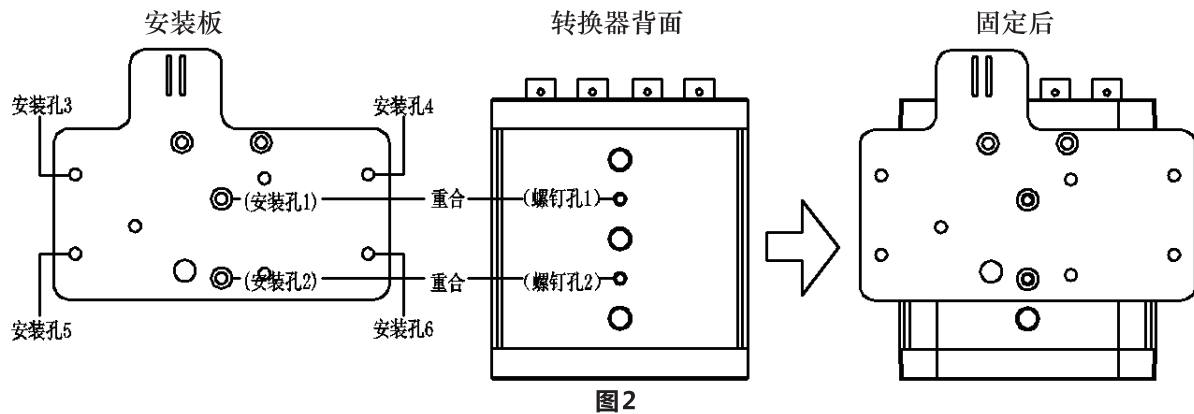 安装板
转换器背面
固定后
安装孔3
安装孔4
(安装孔1)
重合
(螺钉孔1)
(安装孔2)
重合
(螺钉孔2)
安装孔5
安装孔6
图2